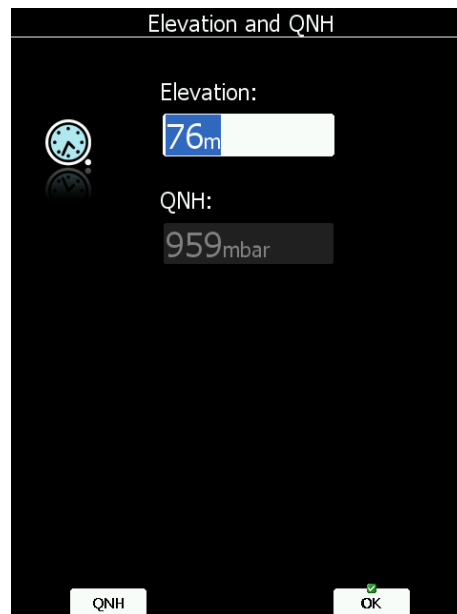 Elevation and QNH
Elevation:
76m
QNH:
959mbar
QNH
OK